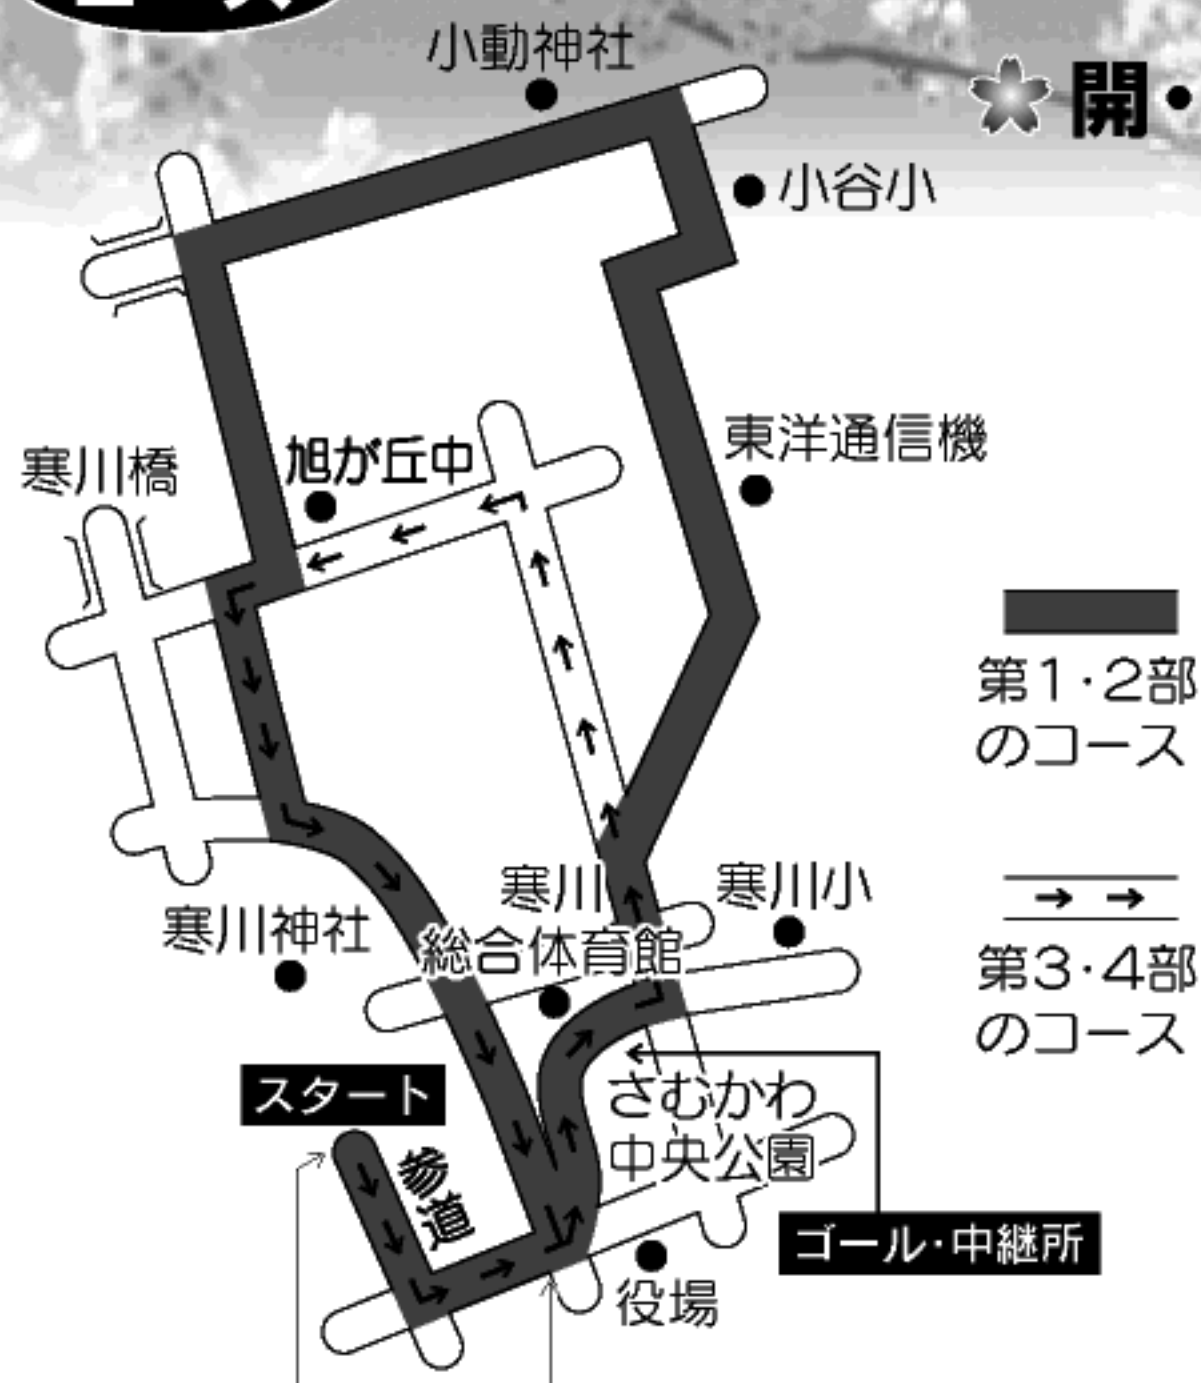 コース
小動神社
開・
小谷小
東洋通信機
旭が丘中
寒川橋
第1・2部
のコース
寒川
総合体育館
寒川小
寒川神社
第3・4部
のコース
スタート
参道
さむかわ
中央公園
ゴール・中継所
役場